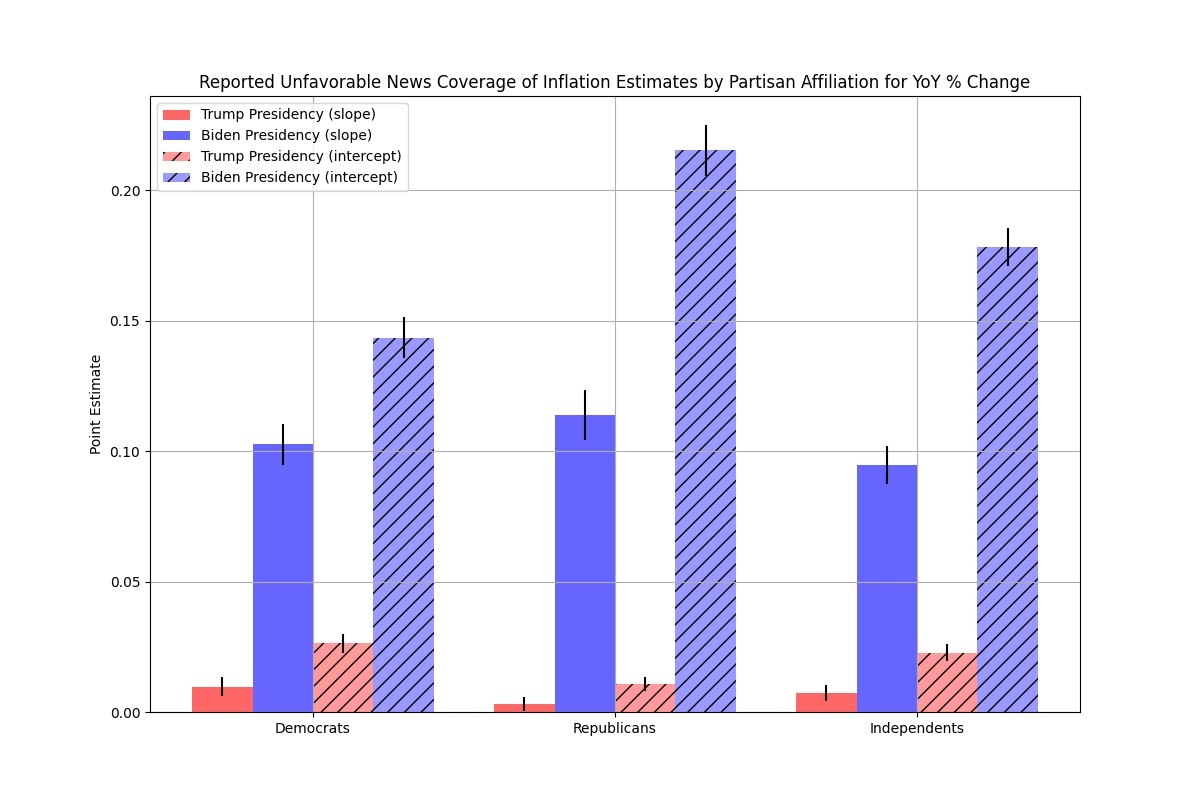 Reported Unfavorable News Coverage of Inflation Estimates by Partisan Affiliation for YoY % Change
Trump Presidency (slope)
Biden Presidency (slope)
Trump Presidency (intercept)
Biden Presidency (intercept)
Point Estimate
0.20
0.15
0.10
0.05
0.00
Democrats
Republicans
Independents